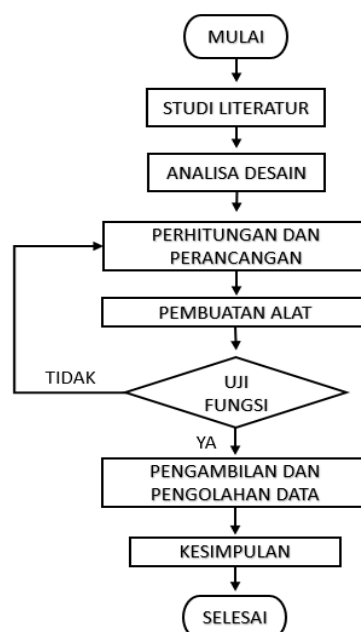 MULAI
STUDI LITERATUR
ANALISA DESAIN
PERHITUNGAN DAN
PERANCANGAN
PEMBUATAN ALAT
TIDAK
UJI
FUNGSI
YA
PENGAMBILAN DAN
PENGOLAHAN DATA
KESIMPULAN
SELESAI